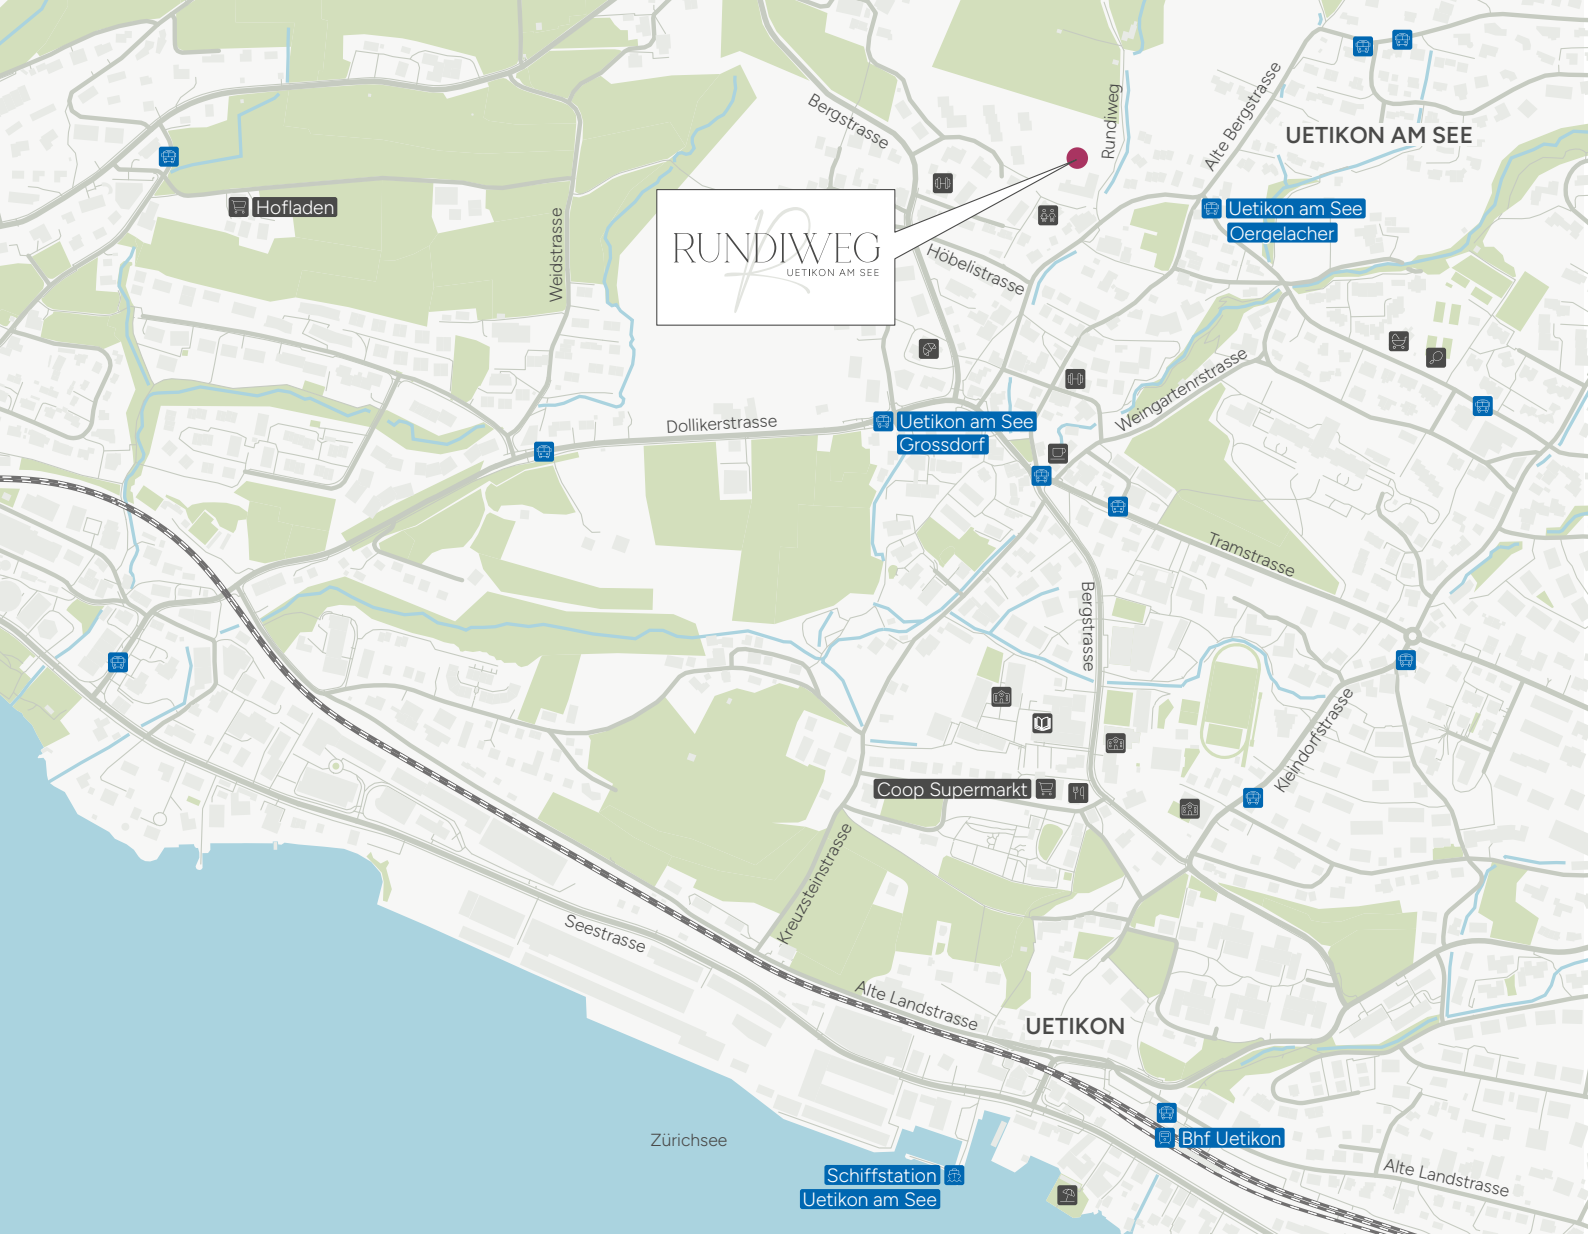 Bergstrasse
Rundiweg
Alte Bergstrasse
UETIKON AM SEE
Hofladen
Weidstrasse
RUNDIWEG
UETIKON AM SEE
Uetikon am See
Oergelacher
Höbelistrasse
Weingartenrstrasse
Dollikerstrasse
Uetikon am See
Grossdorf
Tramstrasse
Bergstrasse
Kleindorfstrasse
Coop Supermarkt
Kreuzsteinstrasse
Seestrasse
Alte Landstrasse
UETIKON
Zürichsee
Bhf Uetikon
Schiffstation
Uetikon am See
Alte Landstrasse